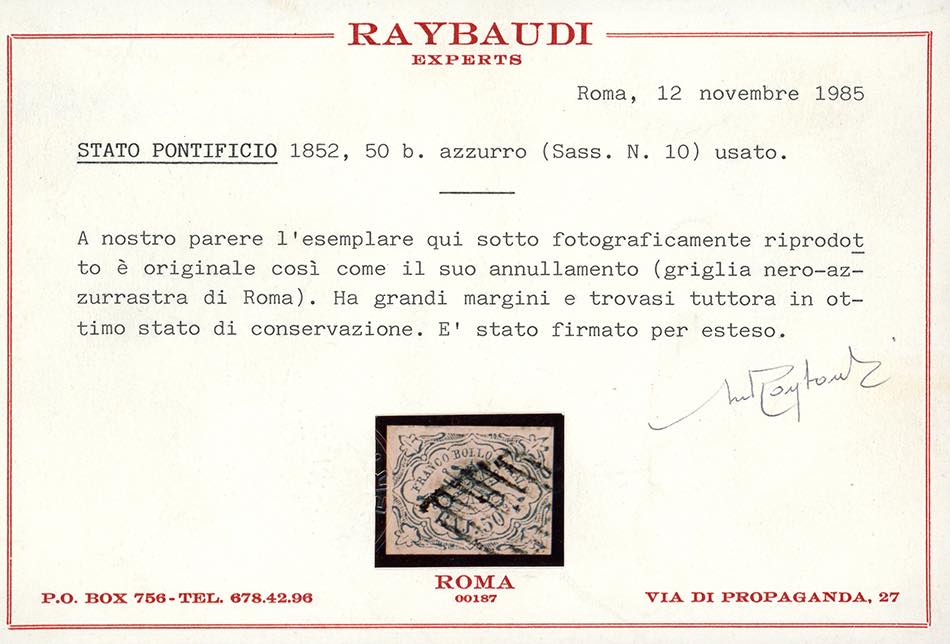 RAYBAUDI
EXPERTS
Roma, 12 novembre 1985
STATO PONTIFICIO 1852, 50 b. azzurro (Sass. N. 10) usato.
A nostro parere l'esemplare qui sotto fotograficamente riprodot
to è originale così come il suo annullamento (griglia nero-az-
zurrastra di Roma). Ha grandi margini e trovasi tuttora in ot-
timo stato di conservazione. E' stato firmato per esteso.
FRANCO BOLLO
50
ROMA
00187
P.O. BOX 756-TEL. 678.42.96
VIA DI PROPAGANDA, 27